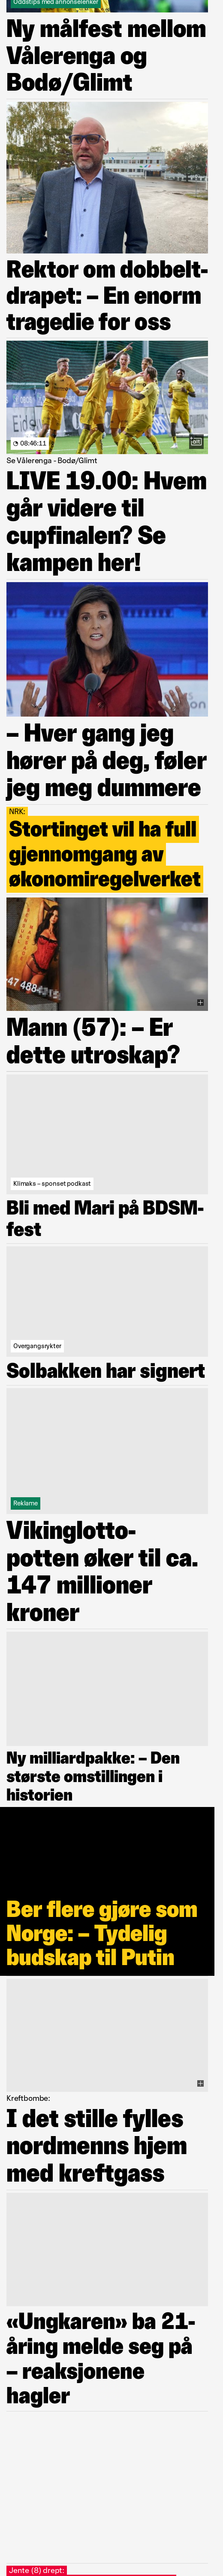 Oddstips med annonselenker
Ny målfest mellom
Vålerenga og
Bodø/Glimt
Rektor om dobbelt-
drapet: – En enorm
tragedie for oss
08:46:11
Se Vålerenga - Bodø/Glimt
LIVE 19.00: Hvem
går videre til
cupfinalen? Se
kampen her!
– Hver gang jeg
hører på deg, føler
jeg meg dummere
NRK:
Stortinget vil ha full
gjennomgang av
økonomiregelverket
Mann (57): – Er
dette utroskap?
Klimaks – sponset podkast
Bli med Mari på BDSM-
fest
Overgangsrykter
Solbakken har signert
Reklame
Vikinglotto-
potten øker til ca.
147 millioner
kroner
Ny milliardpakke: – Den
største omstillingen i
historien
Ber flere gjøre som
Norge: – Tydelig
budskap til Putin
Kreftbombe:
I det stille fylles
nordmenns hjem
med kreftgass
«Ungkaren» ba 21-
åring melde seg på
– reaksjonene
hagler
Jente (8) drept: